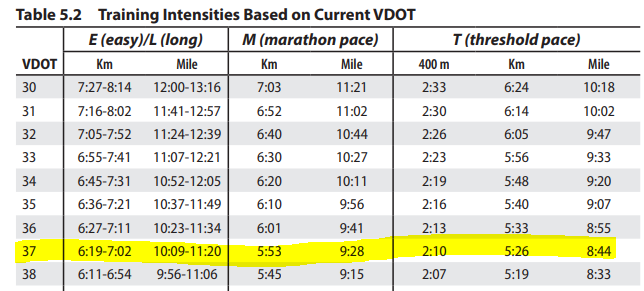 Table 5.2 Training Intensities Based on Current VDOT
E (easy)/L (long) M (marathon pace) T (threshold pace)
VDOT Km Mile Km Mile 400 m Km Mile
30 7:27-8:14 12:00-13:16 7:03 11:21 2:33 6:24 10:18
31 7:16-8:02 11:41-12:57 6:52 11:02 2:30 6:14 10:02
32 7:05-7:52 11:24-12:39 6:40 10:44 2:26 6:05 9:47
33 6:55-7:41 11:07-12:21 6:30 10:27 2:23 5:56 9:33
34 6:45-7:31 10:52-12:05 6:20 10:11 2:19 5:48 9:20
35 6:36-7:21 10:37-11:49 6:10 9:56 2:16 5:40 9:07
36 6:27-7:11 10:23-11:34 6:01 9:41 2:13 5:33 8:55
37 6:19-7:02 10:09-11:20 5:53 9:28 2:10 5:26 8:44
38 6:11-6:54 9:56-11:06 5:45 9:15 2:07 5:19 8:33